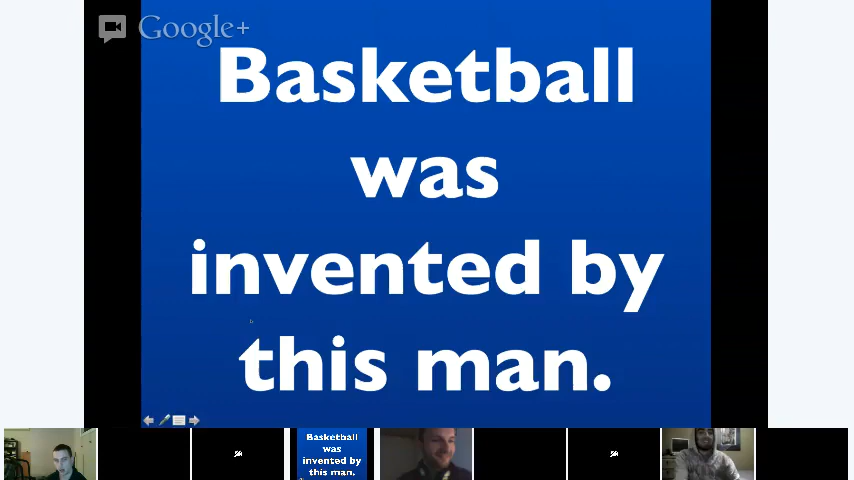 Google+
Basketball
was
invented by
this man.
Basketball
was
invented by
this man.